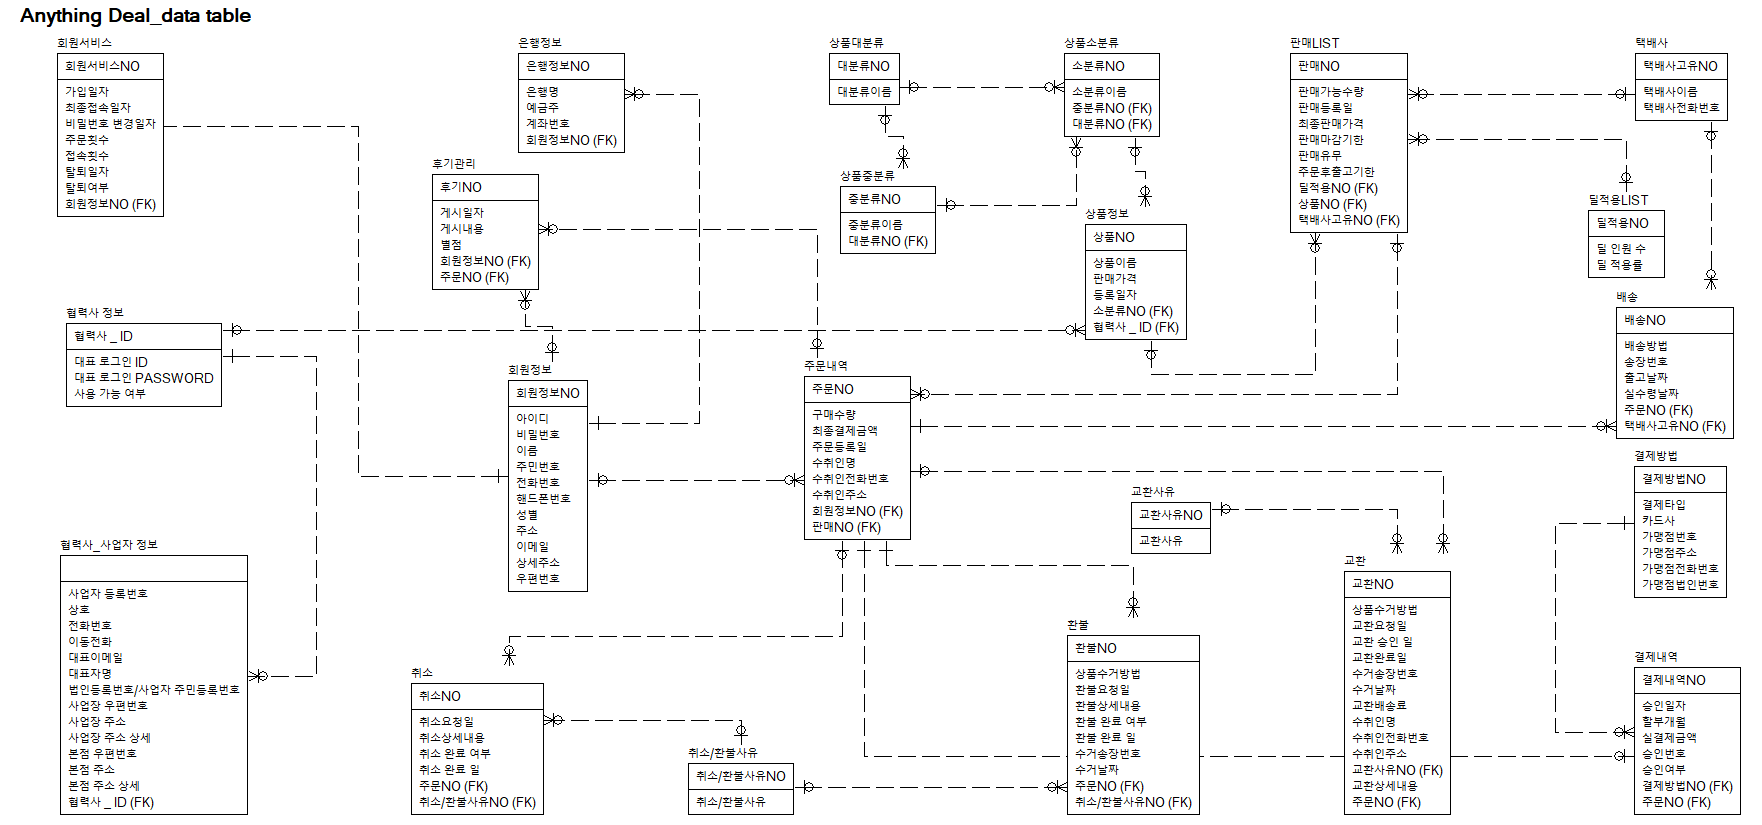 Anything Deal_data table
회원서비스
회원서비스NO
가입일자
최종접속일자
비밀번호 변경일자
주문횟수
접속횟수
탈퇴일자
탈퇴여부
회원정보NO (FK)
은행정보
은행정보NO
은행명
예금주
계좌번호
회원정보NO (FK)
후기관리
후기NO
게시일자
게시내용
별점
회원정보NO (FK)
주문NO (FK)
상품대분류
대분류NO
대분류이름
상품소분류
소분류NO
소분류이름
중분류NO (FK)
대분류NO (FK)
상품중분류
중분류NO
중분류이름
대분류NO (FK)
상품정보
상품NO
상품이름
판매가격
등록일자
소분류NO (FK)
협력사 _ ID (FK)
판매LIST
판매NO
판매가능수량
판매등록일
최종판매가격
판매마감기한
판매유무
주문후출고기한
딜적용NO (FK)
상품NO (FK)
택배사고유NO (FK)
택배사
택배사고유NO
택배사이름
택배사전화번호
딜적용LIST
딜적용NO
딜 인원 수
딜 적용률
배송
배송NO
배송방법
송장번호
출고날짜
실수령날짜
주문NO (FK)
택배사고유NO (FK)
협력사 정보
협력사 _ ID
대표 로그인 ID
대표 로그인 PASSWORD
사용 가능 여부
회원정보
회원정보NO
아이디
비밀번호
이름
주민번호
전화번호
핸드폰번호
성별
주소
이메일
상세주소
우편번호
주문내역
주문NO
구매수량
최종결제금액
주문등록일
수취인명
수취인전화번호
수취인주소
회원정보NO (FK)
판매NO (FK)
결제방법
결제방법NO
결제타입
카드사
가맹점번호
가맹점주소
가맹점전화번호
가맹점법인번호
교환사유
교환사유NO
교환사유
협력사_사업자 정보
사업자 등록번호
상호
전화번호
이동전화
대표이메일
대표자명
법인등록번호/사업자 주민등록번호
사업장 우편번호
사업장 주소
사업장 주소 상세
본점 우편번호
본점 주소
본점 주소 상세
협력사 _ ID (FK)
취소
취소NO
취소요청일
취소상세내용
취소 완료 여부
취소 완료 일
주문NO (FK)
취소/환불사유NO (FK)
취소/환불사유
취소/환불사유NO
취소/환불사유
환불
환불NO
상품수거방법
환불요청일
환불상세내용
환불 완료 여부
환불 완료 일
수거송장번호
수거날짜
주문NO (FK)
취소/환불사유NO (FK)
교환
교환NO
상품수거방법
교환요청일
교환 승인 일
교환완료일
수거송장번호
수거날짜
교환배송료
수취인명
수취인전화번호
수취인주소
교환사유NO (FK)
교환상세내용
주문NO (FK)
결제내역
결제내역NO
승인일자
할부개월
실결제금액
승인번호
승인여부
결제방법NO (FK)
주문NO (FK)